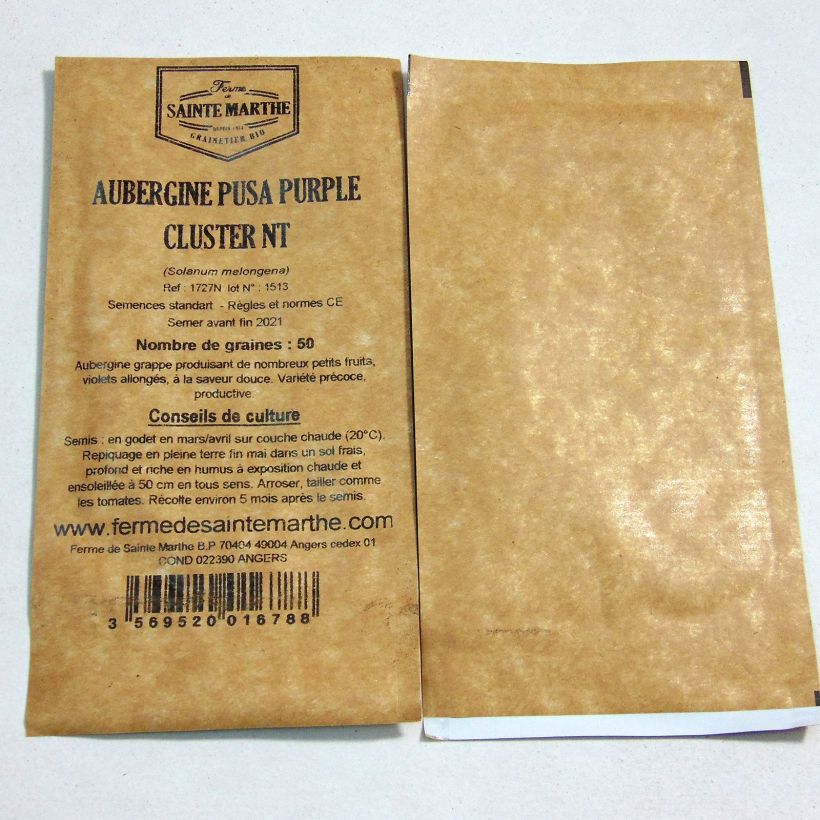 Ferme
de
SAINTE MARTHE
DEPUIS 1974
GRAINETIER BIO
AUBERGINE PUSA PURPLE
CLUSTER NT
(Solanum melongena)
Ref : 1727N lot N° : 1513
Semences standart - Règles et normes CE
Semer avant fin 2021
Nombre de graines : 50
Aubergine grappe produisant de nombreux petits fruits,
violets allongés, à la saveur douce. Variété précoce,
productive.
Conseils de culture
Semis : en godet en mars/avril sur couche chaude (20°C).
Repiquage en pleine terre fin mai dans un sol frais,
profond et riche en humus à exposition chaude et
ensoleillée à 50 cm en tous sens. Arroser, tailler comme
les tomates. Récolte environ 5 mois après le semis.
www.fermedesaintemarthe.com
Ferme de Sainte Marthe B.P 70404 49004 Angers cedex 01
COND 022390 ANGERS
3 569520 016788